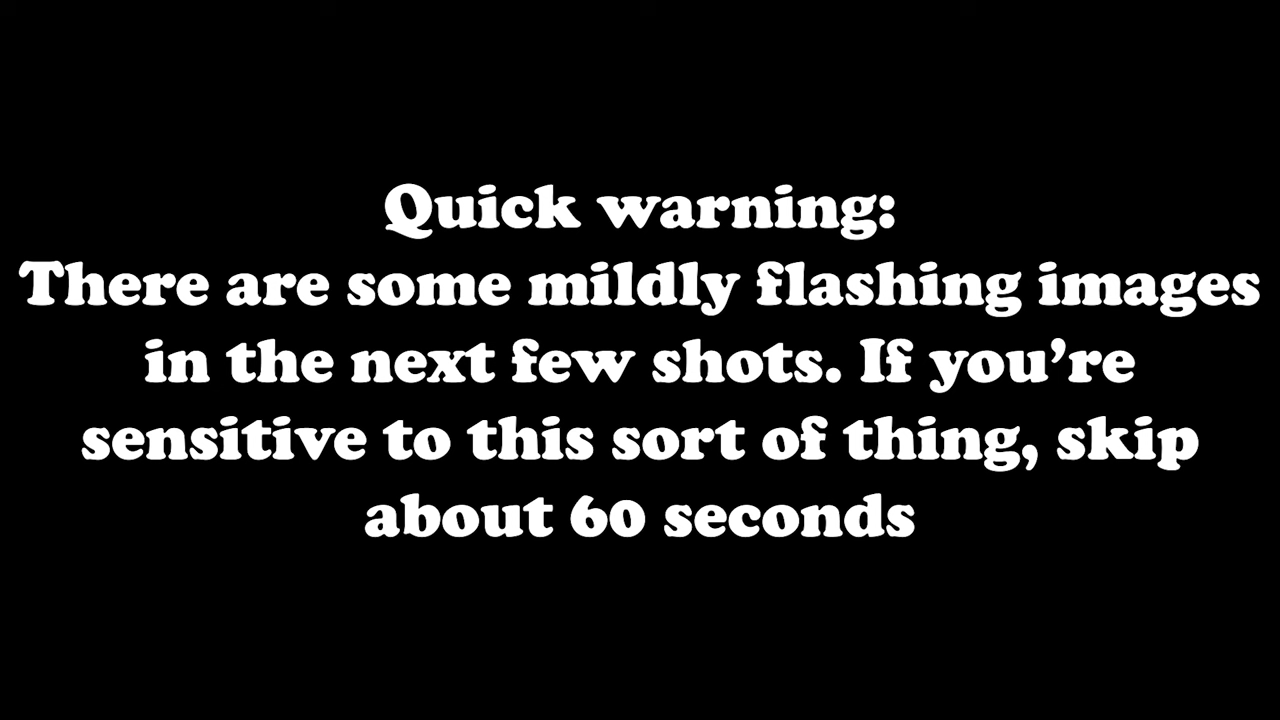 Quick warning:
There are some mildly flashing images
in the next few shots. If you’re
sensitive to this sort of thing, skip
about 60 seconds